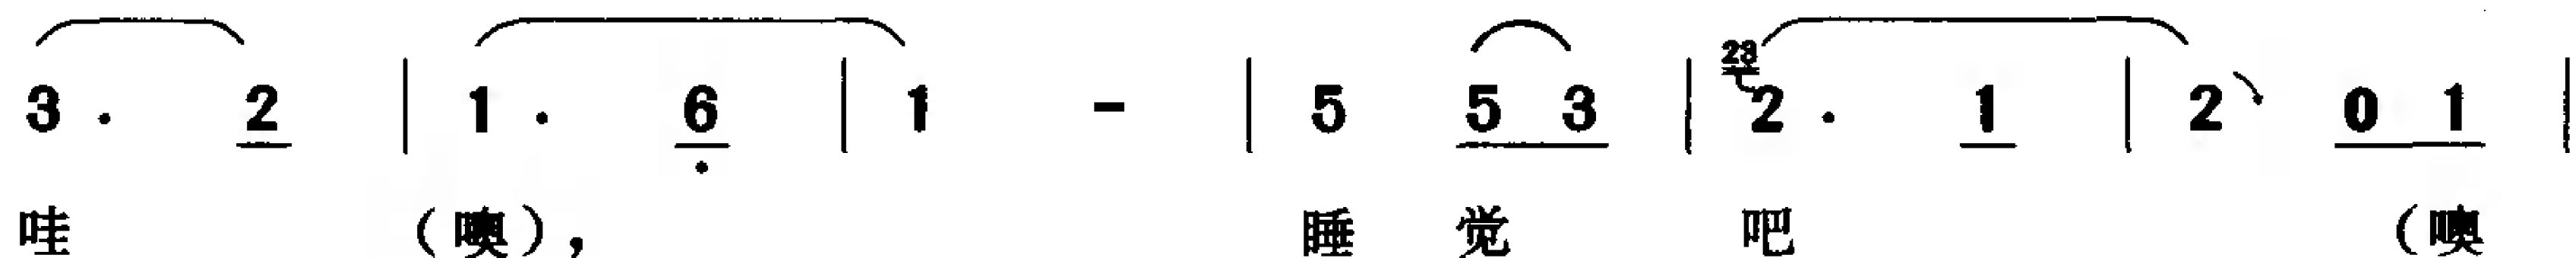 3 · 2 | 1 · 6 | 1 - | 5 5 3 | 23 2 · 1 | 2 0 1 |
哇 （噢）， 睡 觉 吧 （噢